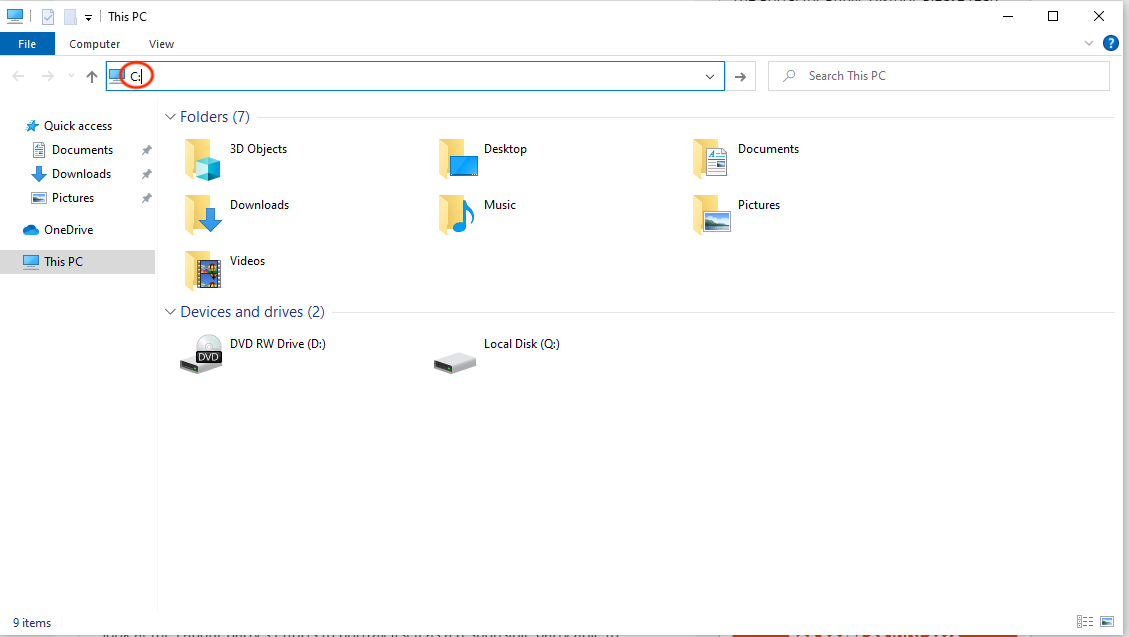 This PC
File Computer View
C:
Search This PC
Quick access
Documents
Downloads
Pictures
OneDrive
This PC
Folders (7)
3D Objects Desktop Documents
Downloads Music Pictures
Videos
Devices and drives (2)
DVD RW Drive (D:) Local Disk (Q:)
DVD
9 items